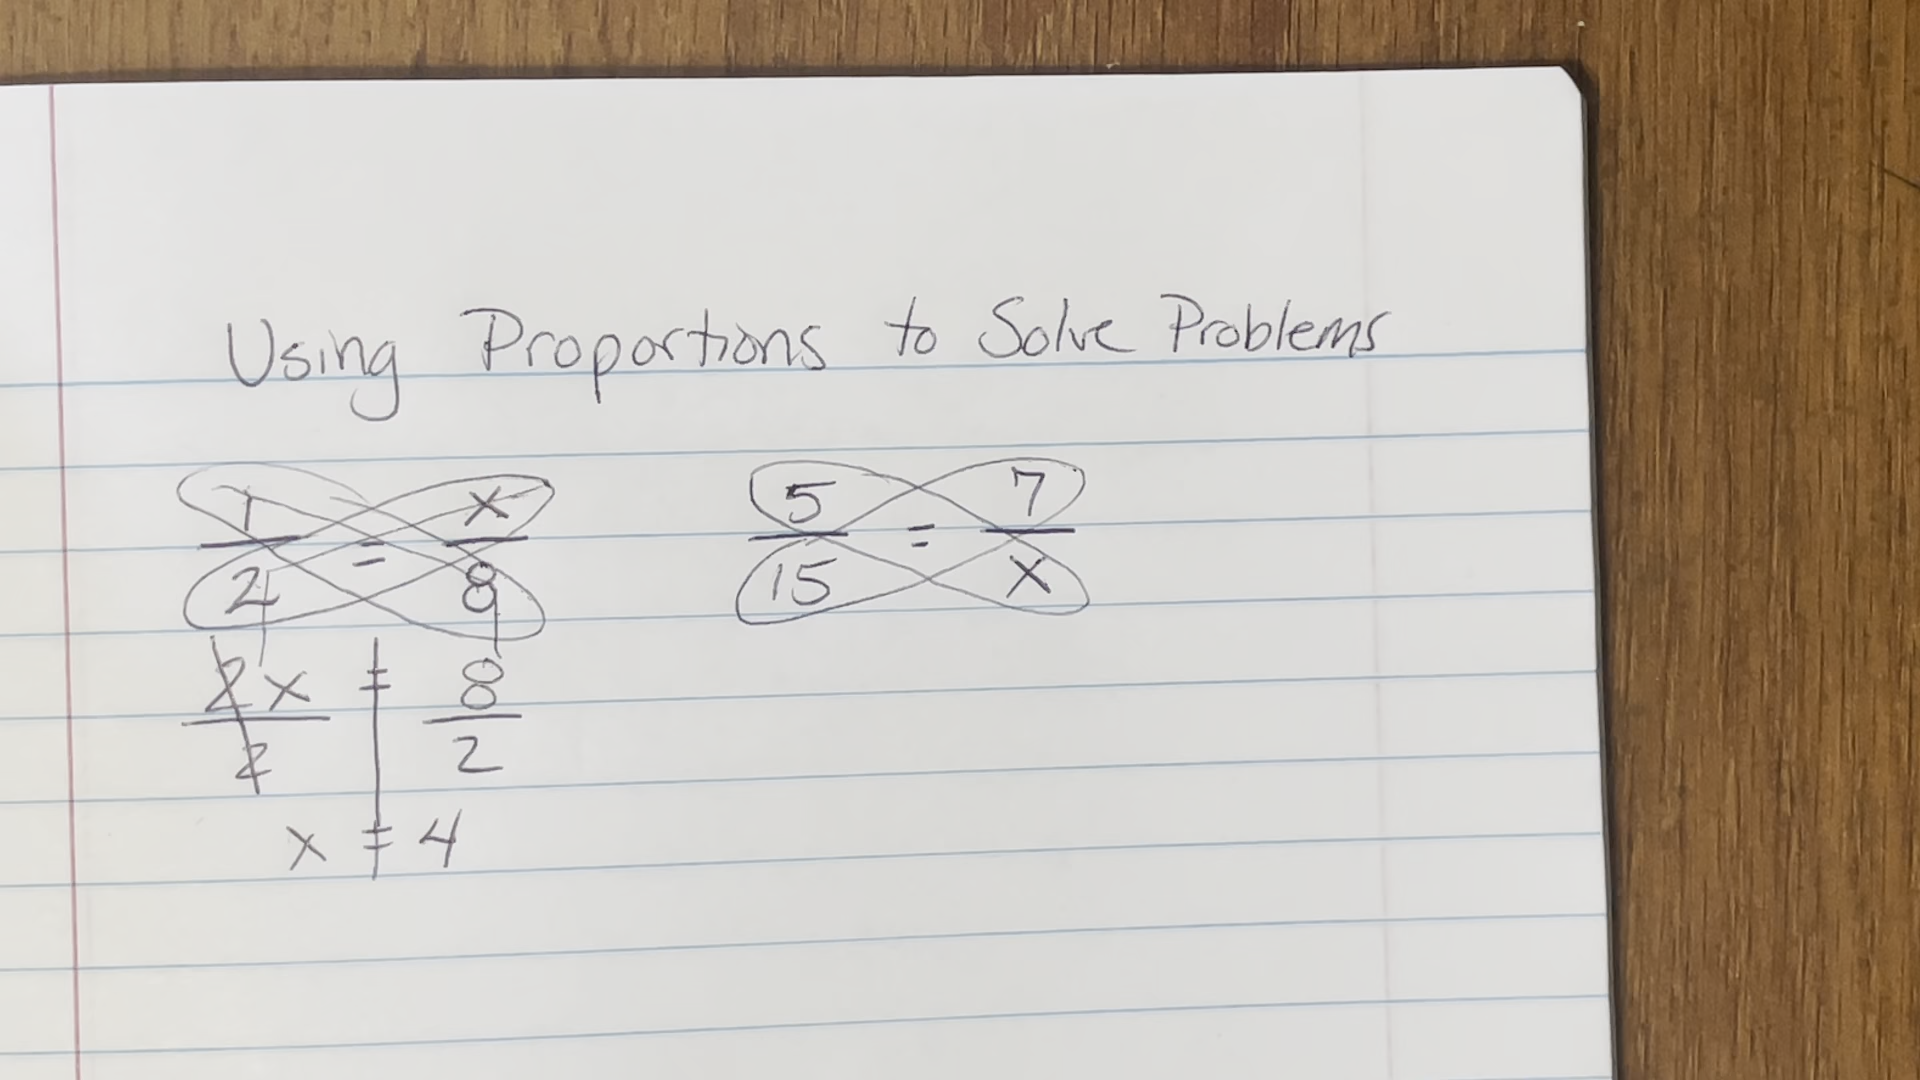 Using Proportions to Solve Problems
1/2 = x/8
2x/2 = 8/2
x = 4
5/15 = 7/x